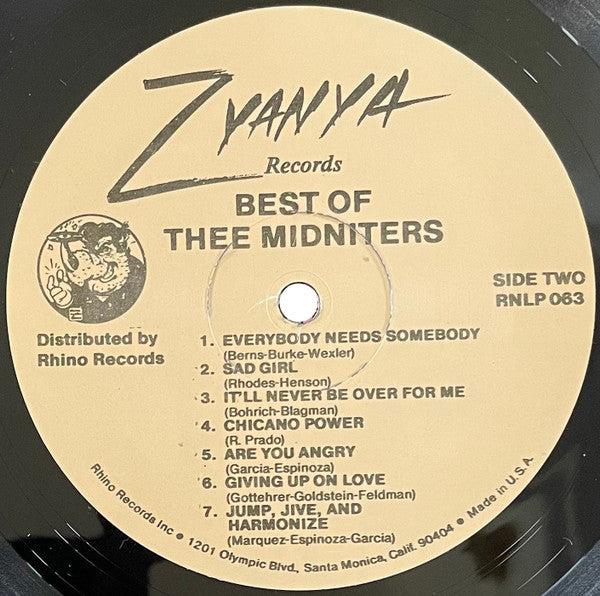 ZYANYA
Records
BEST OF
THEE MIDNITERS
SIDE TWO
RNLP 063
Distributed by
Rhino Records
1. EVERYBODY NEEDS SOMEBODY
(Berns-Burke-Wexler)
2. SAD GIRL
(Rhodes-Henson)
3. IT'LL NEVER BE OVER FOR ME
(Bohrich-Blagman)
4. CHICANO POWER
(R. Prado)
5. ARE YOU ANGRY
(Garcia-Espinoza)
6. GIVING UP ON LOVE
(Gottehrer-Goldstein-Feldman)
7. JUMP, JIVE, AND
HARMONIZE
(Marquez-Espinoza-Garcia)
Rhino Records Inc • 1201 Olympic Blvd., Santa Monica, Calif. 90404 • Made in U.S.A.